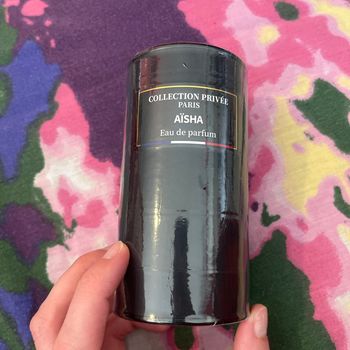 COLLECTION PRIVÉE
PARIS
AÏSHA
Eau de parfum